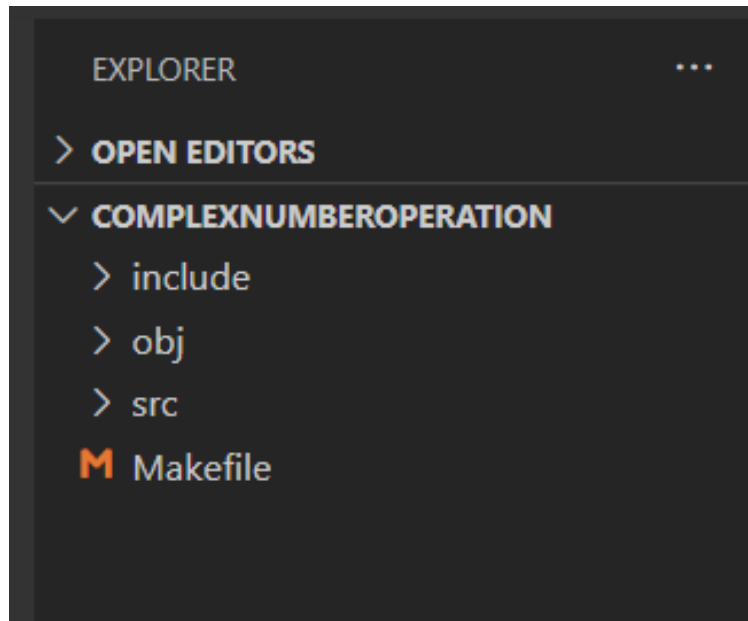 EXPLORER ...
OPEN EDITORS
COMPLEXNUMBEROPERATION
include
obj
src
M Makefile